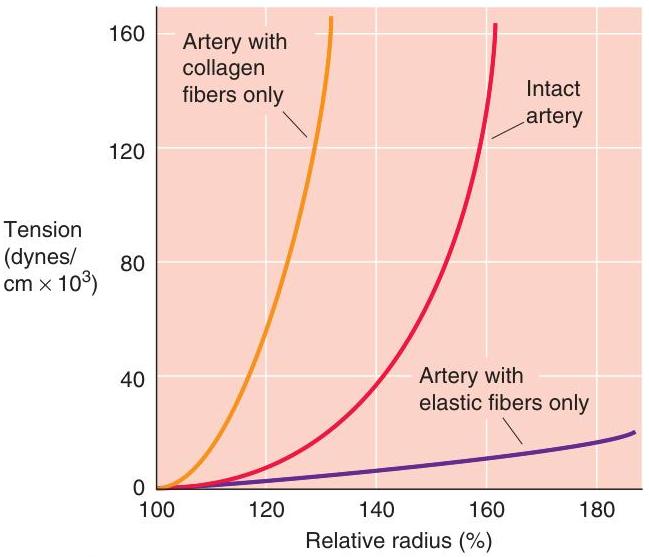 160
Artery with
collagen
fibers only
Intact
artery
120
Tension
(dynes/
cm × 10³)
80
40
Artery with
elastic fibers only
0
100
120
140
160
180
Relative radius (%)